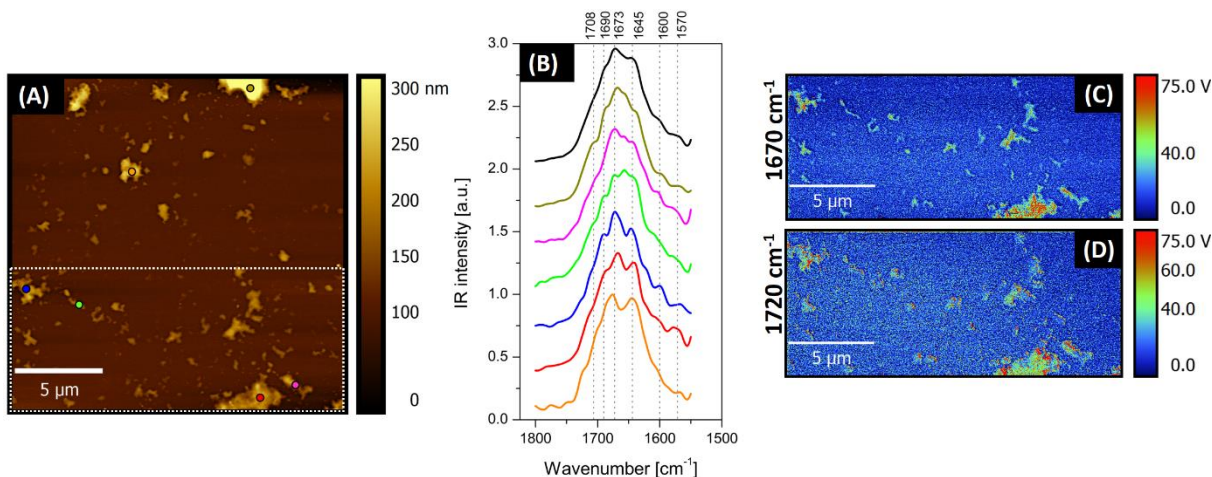 (A)
300 nm
250
200
100
0
5 μm
1708
1690
1673
1645
1600
1570
(B)
3.0
2.5
2.0
1.5
1.0
0.5
0.0
IR intensity [a.u.]
1800
1700
1600
1500
Wavenumber [cm⁻¹]
1670 cm⁻¹
(C)
5 μm
75.0 V
40.0
0.0
1720 cm⁻¹
(D)
5 μm
75.0 V
60.0
40.0
0.0